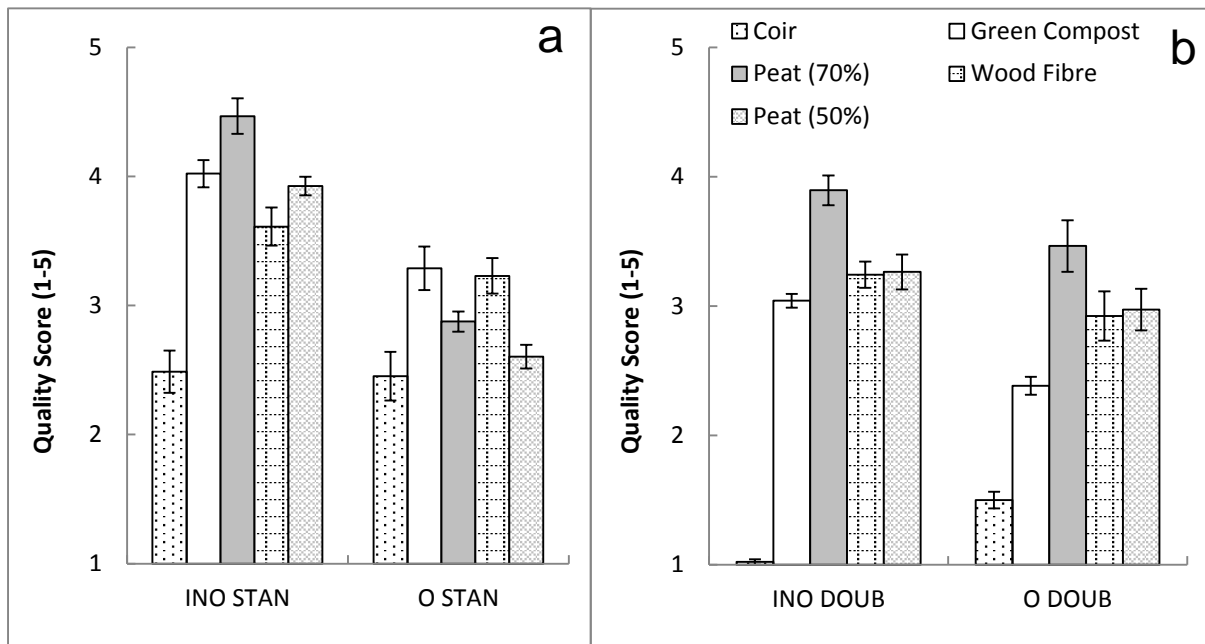 a
5
4
3
2
1
Quality Score (1-5)
INO STAN
O STAN
b
Coir
Green Compost
Peat (70%)
Wood Fibre
Peat (50%)
5
4
3
2
1
Quality Score (1-5)
INO DOUB
O DOUB